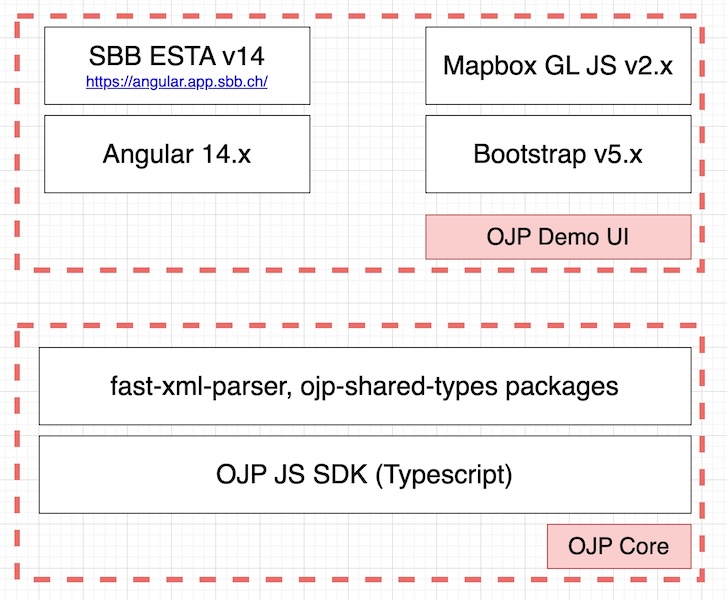 SBB ESTA v14
https://angular.app.sbb.ch/
Mapbox GL JS v2.x
Angular 14.x
Bootstrap v5.x
OJP Demo UI
fast-xml-parser, ojp-shared-types packages
OJP JS SDK (Typescript)
OJP Core